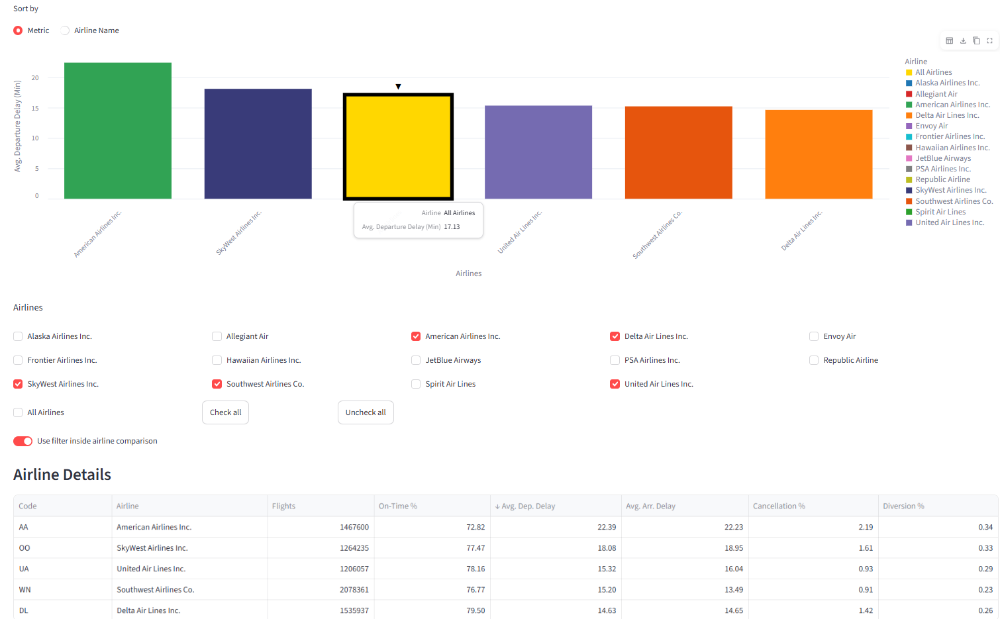 Sort by
Metric Airline Name
Avg. Departure Delay (Min)
20
15
10
5
0
American Airlines Inc.
SkyWest Airlines Inc.
United Air Lines Inc.
Southwest Airlines Co.
Delta Air Lines Inc.
Airline All Airlines
Avg. Departure Delay (Min) 17.13
Airlines
Airline
All Airlines
Alaska Airlines Inc.
Allegiant Air
American Airlines Inc.
Delta Air Lines Inc.
Envoy Air
Frontier Airlines Inc.
Hawaiian Airlines Inc.
JetBlue Airways
PSA Airlines Inc.
Republic Airline
SkyWest Airlines Inc.
Southwest Airlines Co.
Spirit Air Lines
United Air Lines Inc.
Airlines
Alaska Airlines Inc. Allegiant Air American Airlines Inc. Delta Air Lines Inc. Envoy Air
Frontier Airlines Inc. Hawaiian Airlines Inc. JetBlue Airways PSA Airlines Inc. Republic Airline
SkyWest Airlines Inc. Southwest Airlines Co. Spirit Air Lines United Air Lines Inc.
All Airlines Check all Uncheck all
Use filter inside airline comparison
Airline Details
Code Airline Flights On-Time % ↓ Avg. Dep. Delay Avg. Arr. Delay Cancellation % Diversion %
AA American Airlines Inc. 1467600 72.82 22.39 22.23 2.19 0.34
OO SkyWest Airlines Inc. 1264235 77.47 18.08 18.95 1.61 0.33
UA United Air Lines Inc. 1206057 78.16 15.32 16.04 0.93 0.29
WN Southwest Airlines Co. 2078361 76.77 15.20 13.49 0.91 0.23
DL Delta Air Lines Inc. 1535937 79.50 14.63 14.65 1.42 0.26